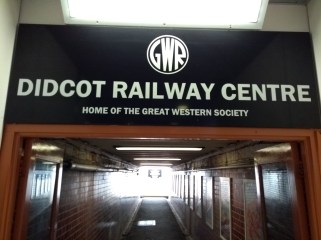 GWR
DIDCOT RAILWAY CENTRE
HOME OF THE GREAT WESTERN SOCIETY